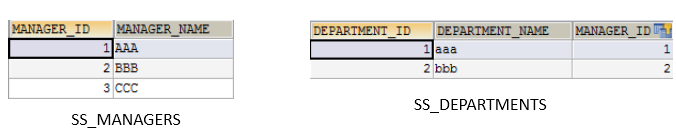 MANAGER_ID MANAGER_NAME
1 AAA
2 BBB
3 CCC
SS_MANAGERS
DEPARTMENT_ID DEPARTMENT_NAME MANAGER_ID
1 aaa 1
2 bbb 2
SS_DEPARTMENTS